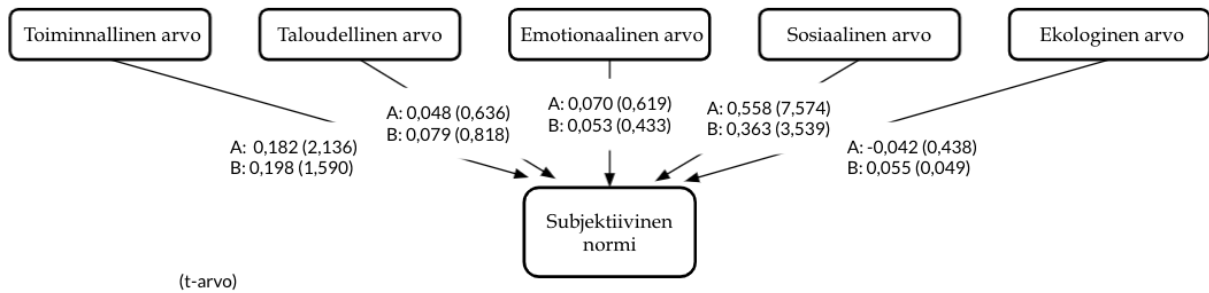 Toiminnallinen arvo
Taloudellinen arvo
Emotionaalinen arvo
Sosiaalinen arvo
Ekologinen arvo
A: 0,182 (2,136)
B: 0,198 (1,590)
A: 0,048 (0,636)
B: 0,079 (0,818)
A: 0,070 (0,619)
B: 0,053 (0,433)
A: 0,558 (7,574)
B: 0,363 (3,539)
A: -0,042 (0,438)
B: 0,055 (0,049)
Subjektiivinen
normi
(t-arvo)